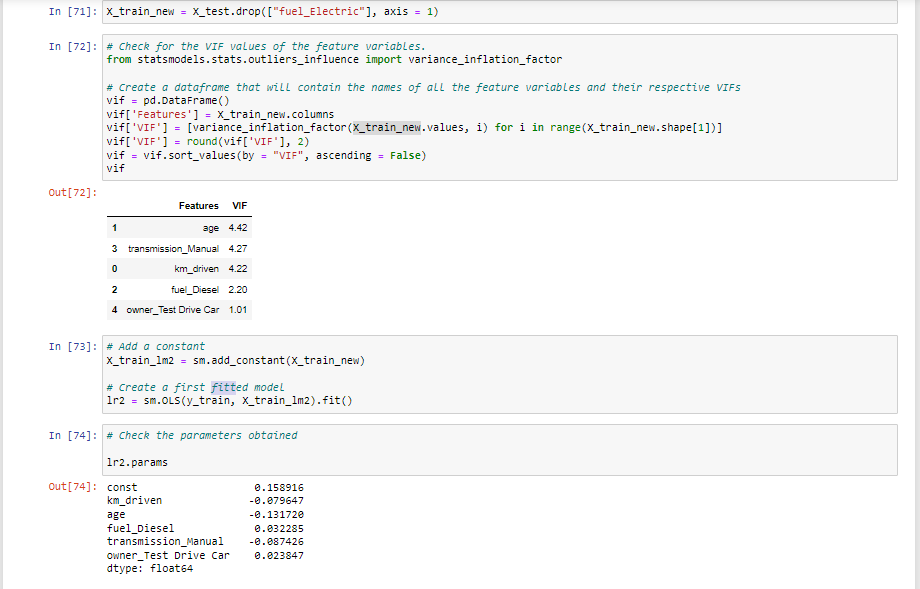 In [71]: X_train_new = X_test.drop(["fuel_Electric"], axis = 1)
In [72]: # Check for the VIF values of the feature variables.
from statsmodels.stats.outliers_influence import variance_inflation_factor
# Create a dataframe that will contain the names of all the feature variables and their respective VIFs
vif = pd.DataFrame()
vif['Features'] = X_train_new.columns
vif['VIF'] = [variance_inflation_factor(X_train_new.values, i) for i in range(X_train_new.shape[1])]
vif['VIF'] = round(vif['VIF'], 2)
vif = vif.sort_values(by = "VIF", ascending = False)
vif
Out[72]:
Features VIF
1 age 4.42
3 transmission_Manual 4.27
0 km_driven 4.22
2 fuel_Diesel 2.20
4 owner_Test Drive Car 1.01
In [73]: # Add a constant
X_train_lm2 = sm.add_constant(X_train_new)
# Create a first fitted model
lr2 = sm.OLS(y_train, X_train_lm2).fit()
In [74]: # Check the parameters obtained
lr2.params
Out[74]: const 0.158916
km_driven -0.079647
age -0.131720
fuel_Diesel 0.032285
transmission_Manual -0.087426
owner_Test Drive Car 0.023847
dtype: float64